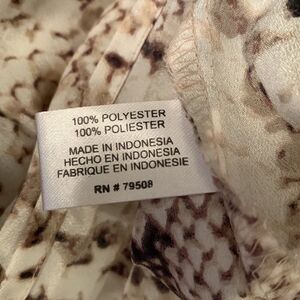 100% POLYESTER
100% POLIESTER
MADE IN INDONESIA
HECHO EN INDONESIA
FABRIQUE EN INDONESIE
RN # 79508